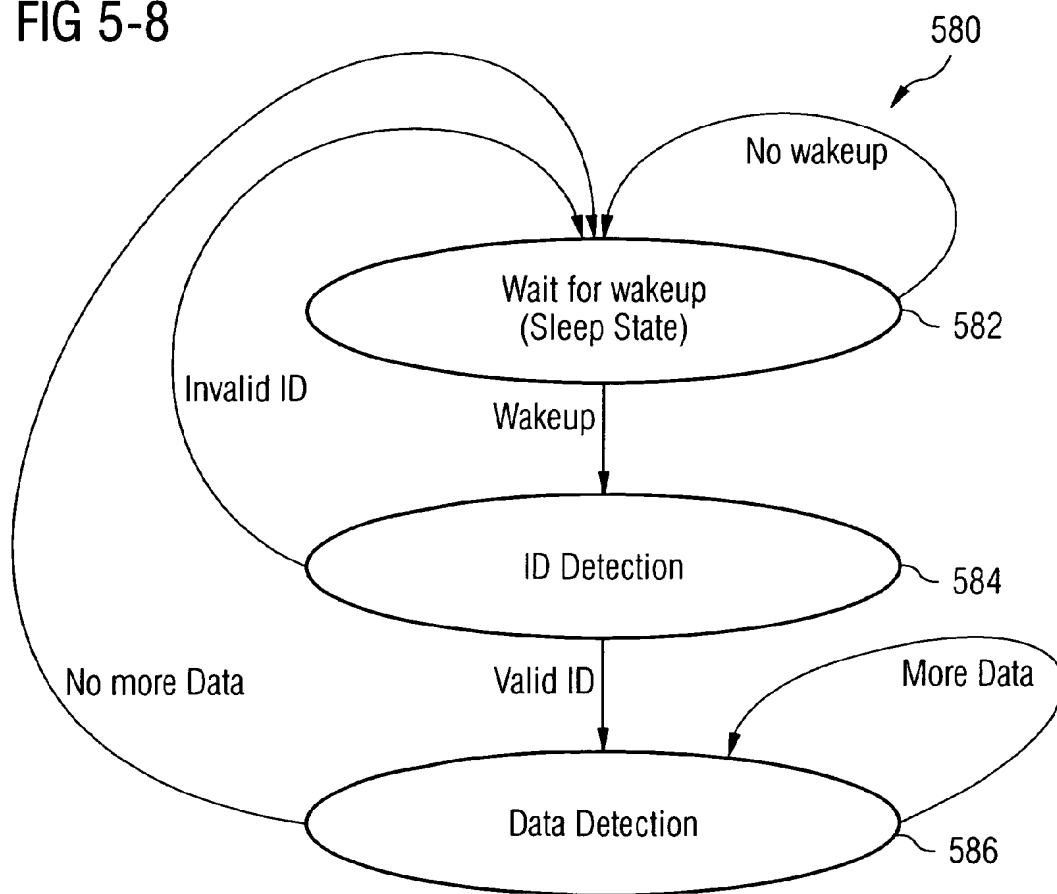 FIG 5-8
580
No wakeup
Wait for wakeup
(Sleep State)
582
Invalid ID
Wakeup
ID Detection
584
No more Data
Valid ID
More Data
Data Detection
586